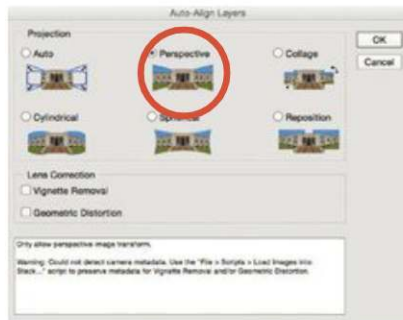 Auto-Align Layers
Projection
Auto
Perspective
Collage
OK
Cancel
Cylindrical
Spherical
Reposition
Lens Correction
Vignette Removal
Geometric Distortion
Only allow perspective image transform.
Warning: Could not detect camera metadata. Use the "File > Scripts > Load Images into
Stack..." script to preserve metadata for Vignette Removal and/or Geometric Distortion.